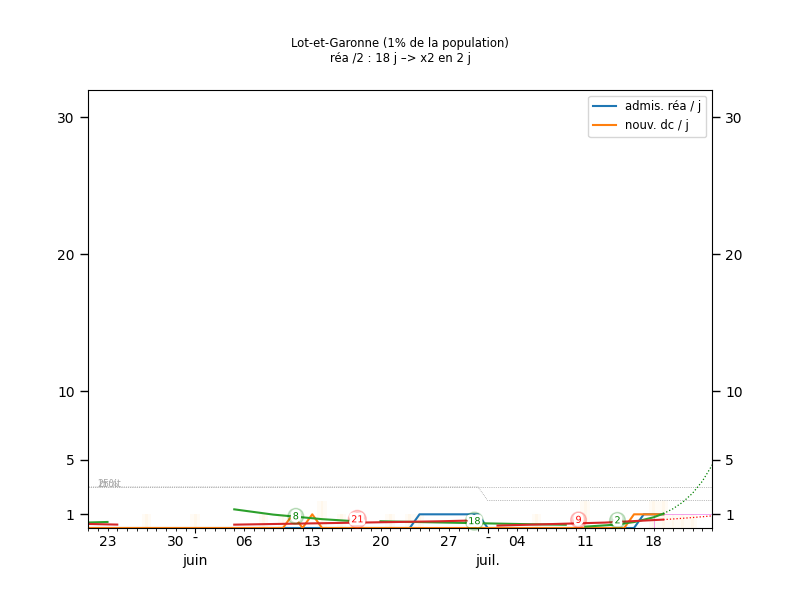 Lot-et-Garonne (1% de la population)
réa /2 : 18 j –> x2 en 2 j
admis. réa / j
nouv. dc / j
30 30
20 20
10 10
5 5
1 1
8 21 18 9 2
23 30 - 06 13 20 27 - 04 11 18
juin juil.